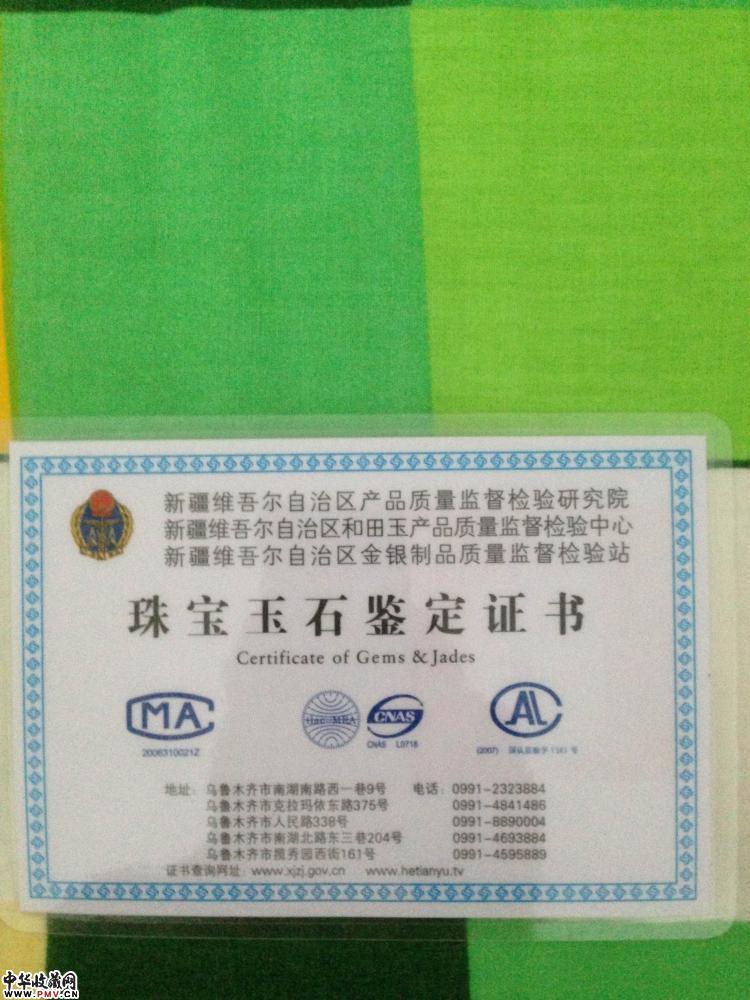 新疆维吾尔自治区产品质量监督检验研究院
新疆维吾尔自治区和田玉产品质量监督检验中心
新疆维吾尔自治区金银制品质量监督检验站
珠宝玉石鉴定证书
Certificate of Gems & Jades
CMA
ilac-MRA
CNAS
CAL
2006310021Z
CNAS L0716
(2007)
地址：乌鲁木齐市南湖南路西一巷9号 电话：0991-2323884
乌鲁木齐市克拉玛依东路375号 0991-4841486
乌鲁木齐市人民路338号 0991-8890004
乌鲁木齐市南湖北路东三巷204号 0991-4693884
乌鲁木齐市揽秀园西街161号 0991-4595889
证书查询网址：www.xjzj.gov.cn www.hetianyu.tv
中华收藏网
WWW.PMV.CN